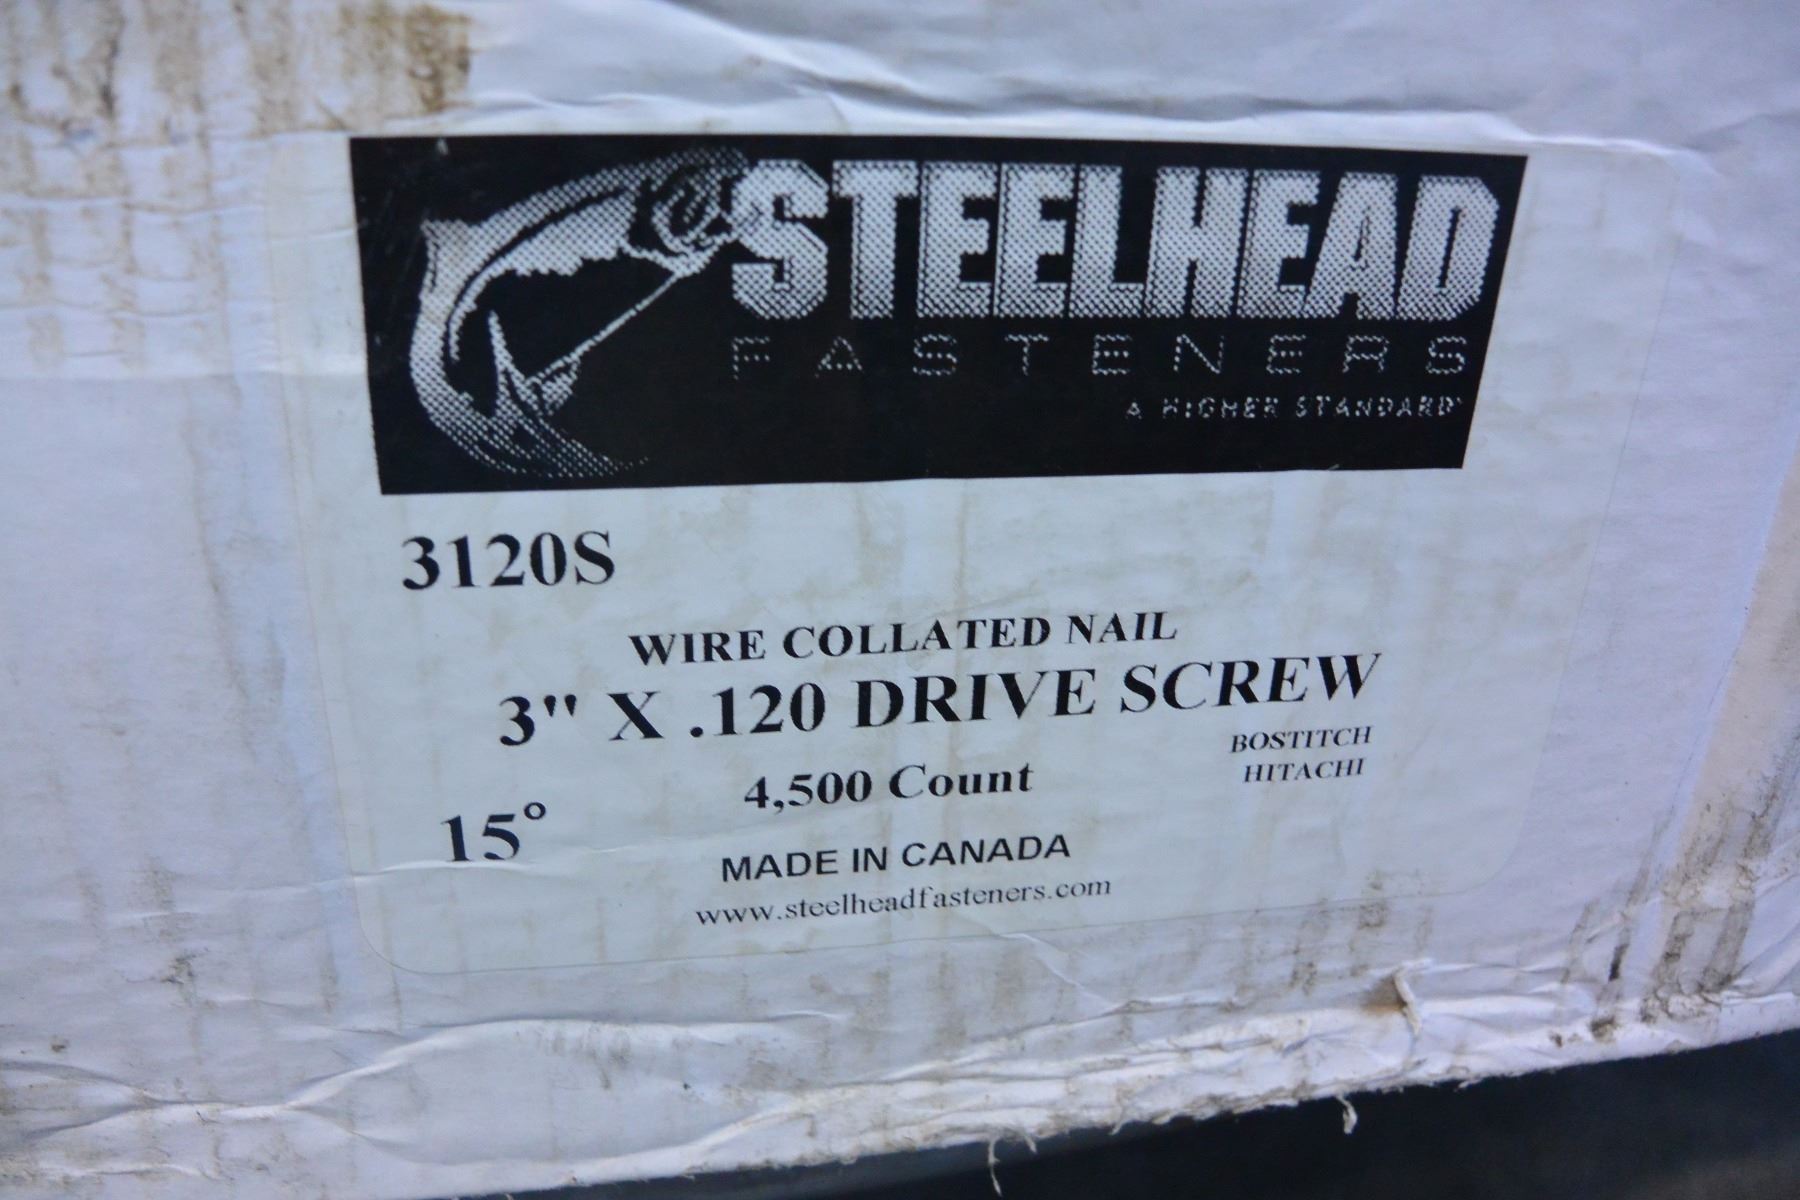 STEELHEAD
FASTENERS
A HIGHER STANDARD
3120S
WIRE COLLATED NAIL
3" X .120 DRIVE SCREW
BOSTITCH
HITACHI
4,500 Count
15°
MADE IN CANADA
www.steelheadfasteners.com